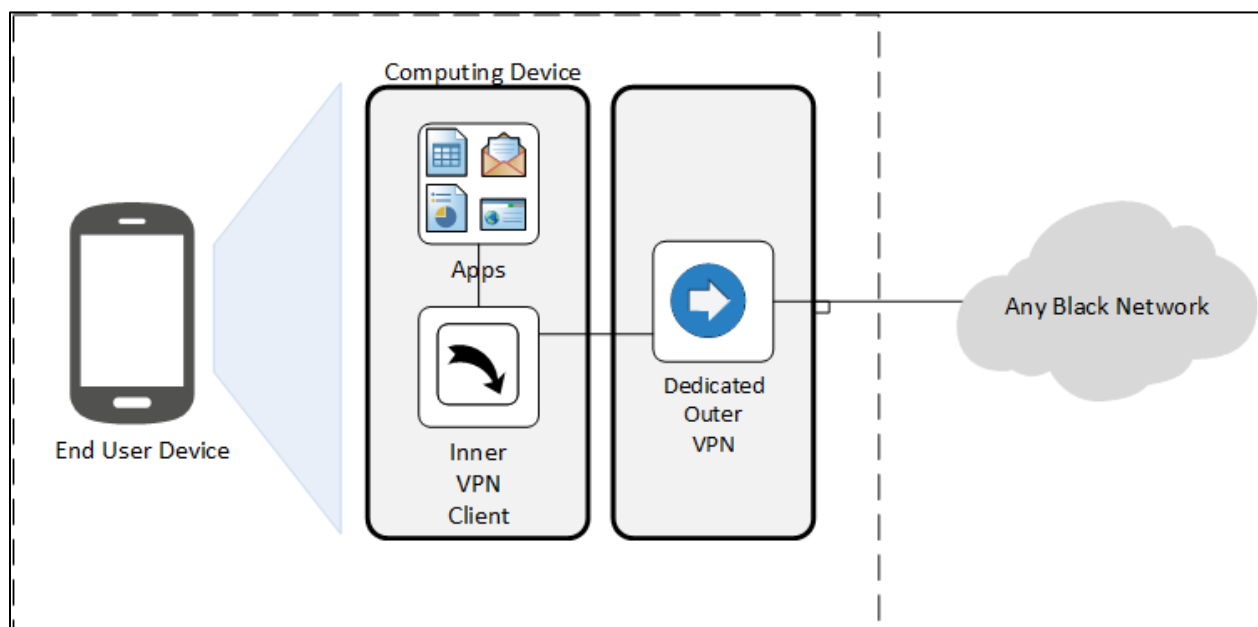 Computing Device
Apps
End User Device
Inner
VPN
Client
Dedicated
Outer
VPN
Any Black Network